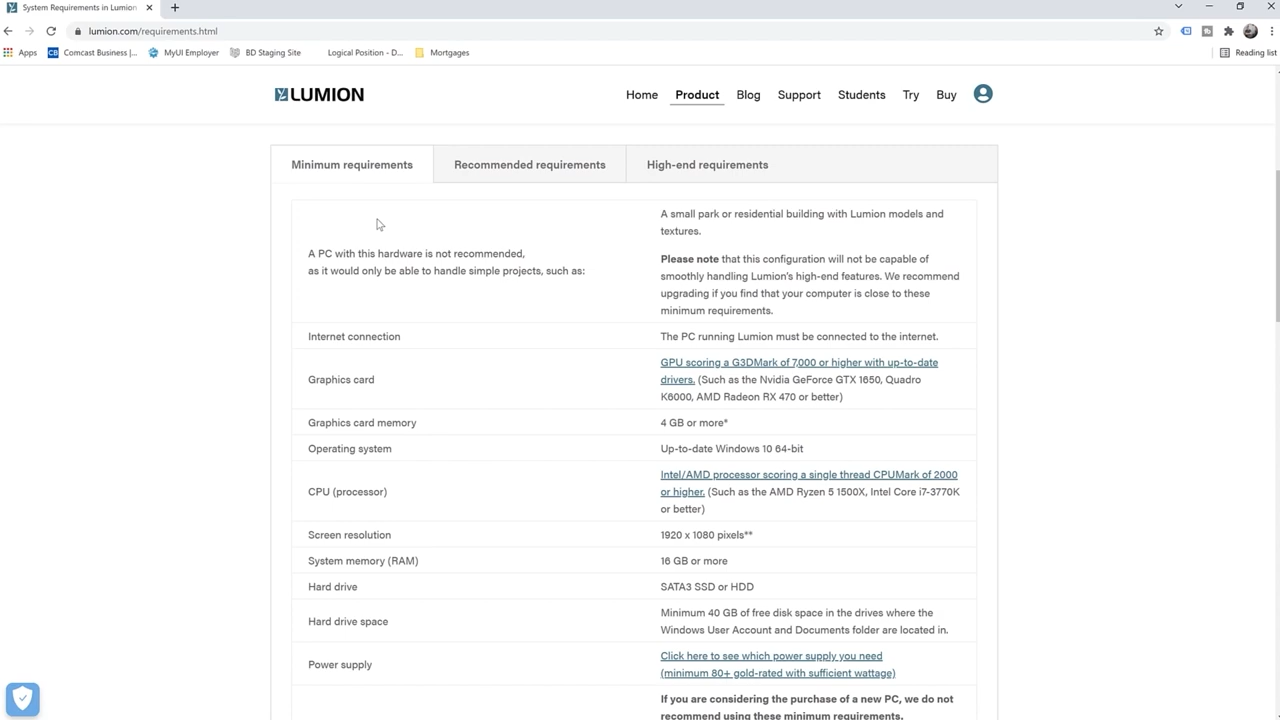 System Requirements in Lumion
lumion.com/requirements.html
Apps
Comcast Business |...
MyUI Employer
BD Staging Site
Logical Position - D...
Mortgages
Reading list
LUMION
Home
Product
Blog
Support
Students
Try
Buy
Minimum requirements
Recommended requirements
High-end requirements
A PC with this hardware is not recommended,
as it would only be able to handle simple projects, such as:
A small park or residential building with Lumion models and
textures.
Please note that this configuration will not be capable of
smoothly handling Lumion's high-end features. We recommend
upgrading if you find that your computer is close to these
minimum requirements.
Internet connection
The PC running Lumion must be connected to the internet.
Graphics card
GPU scoring a G3DMark of 7,000 or higher with up-to-date
drivers. (Such as the Nvidia GeForce GTX 1650, Quadro
K6000, AMD Radeon RX 470 or better)
Graphics card memory
4 GB or more*
Operating system
Up-to-date Windows 10 64-bit
CPU (processor)
Intel/AMD processor scoring a single thread CPUMark of 2000
or higher. (Such as the AMD Ryzen 5 1500X, Intel Core i7-3770K
or better)
Screen resolution
1920 x 1080 pixels**
System memory (RAM)
16 GB or more
Hard drive
SATA3 SSD or HDD
Hard drive space
Minimum 40 GB of free disk space in the drives where the
Windows User Account and Documents folder are located in.
Power supply
Click here to see which power supply you need
(minimum 80+ gold-rated with sufficient wattage)
If you are considering the purchase of a new PC, we do not
recommend using these minimum requirements.